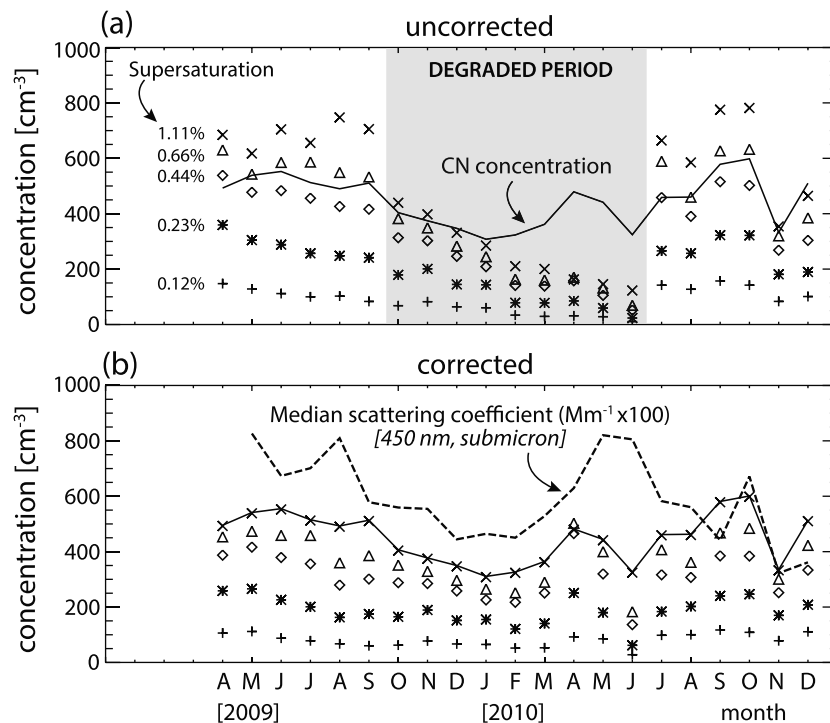 (a)
uncorrected
1000
800
600
400
200
0
concentration [cm⁻³]
Supersaturation
1.11%
0.66%
0.44%
0.23%
0.12%
DEGRADED PERIOD
CN concentration
(b)
corrected
1000
800
600
400
200
0
concentration [cm⁻³]
Median scattering coefficient (Mm⁻¹ x100)
[450 nm, submicron]
A M J J A S O N D J F M A M J J A S O N D
[2009] [2010] month